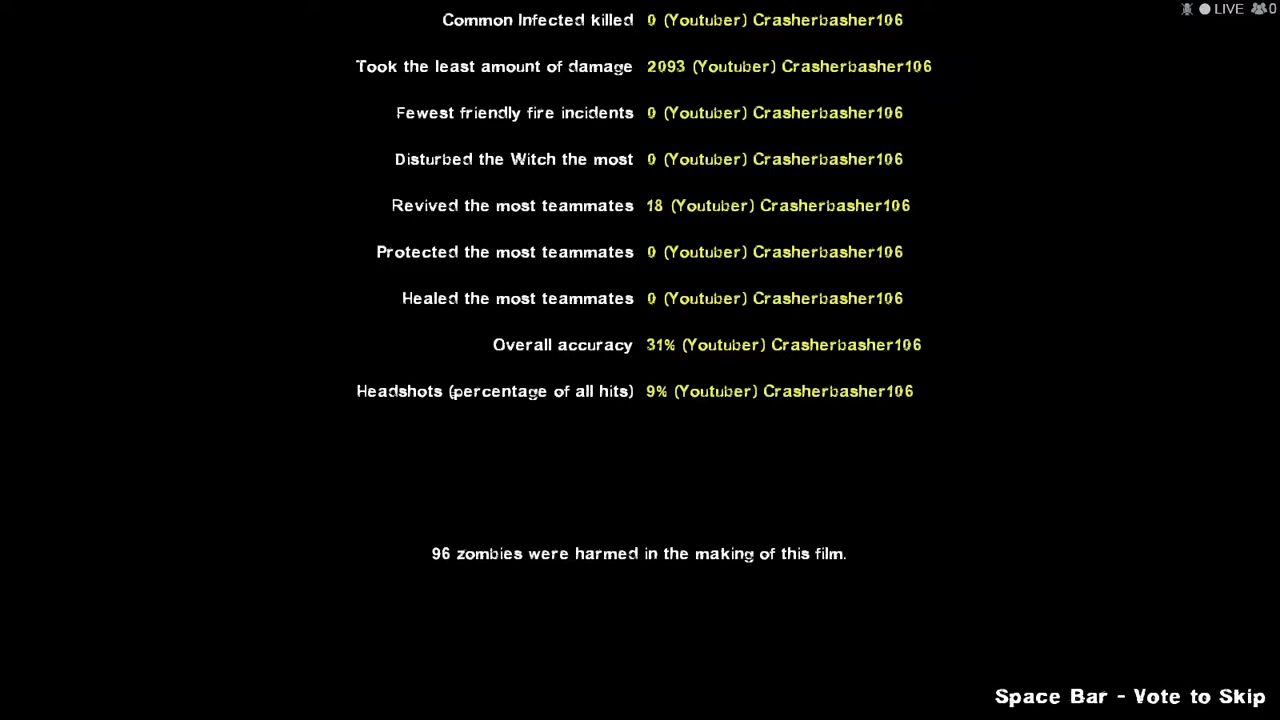 LIVE 0
Common Infected killed 0 (Youtuber) Crasherbasher106
Took the least amount of damage 2093 (Youtuber) Crasherbasher106
Fewest friendly fire incidents 0 (Youtuber) Crasherbasher106
Disturbed the Witch the most 0 (Youtuber) Crasherbasher106
Revived the most teammates 18 (Youtuber) Crasherbasher106
Protected the most teammates 0 (Youtuber) Crasherbasher106
Healed the most teammates 0 (Youtuber) Crasherbasher106
Overall accuracy 31% (Youtuber) Crasherbasher106
Headshots (percentage of all hits) 9% (Youtuber) Crasherbasher106
96 zombies were harmed in the making of this film.
Space Bar - Vote to Skip